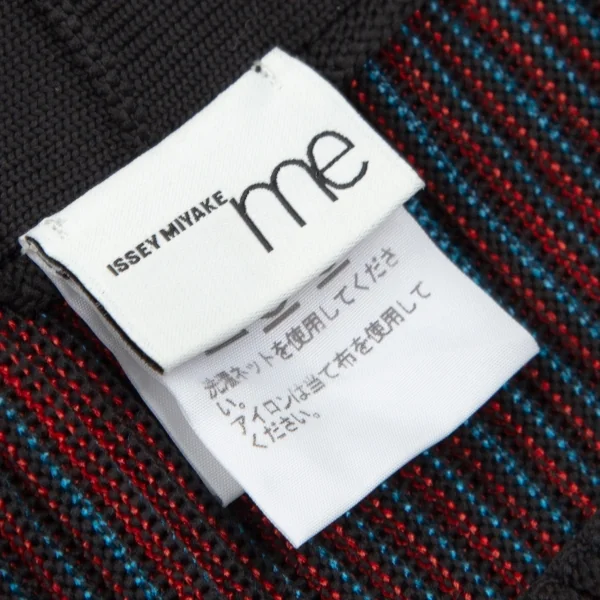 ISSEY MIYAKE me
洗濯ネットを使用してくださ
い。
アイロンは当て布を使用して
ください。